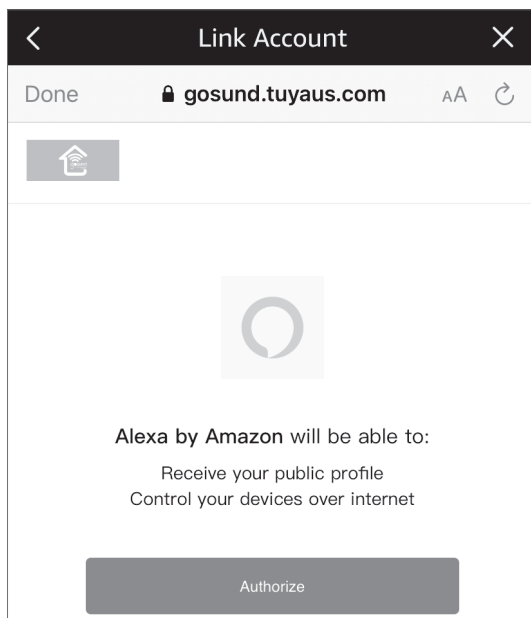 Link Account
Done gosund.tuyaus.com AA
Alexa by Amazon will be able to:
Receive your public profile
Control your devices over internet
Authorize